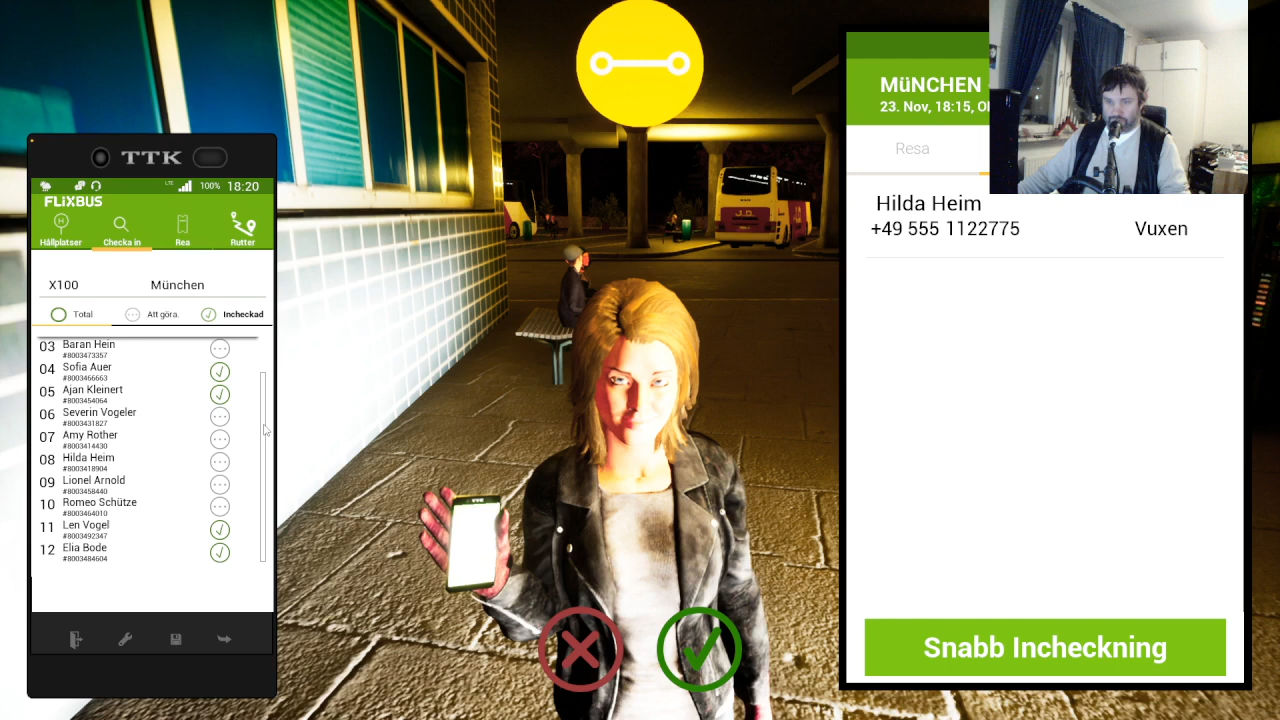 TTK
LTE 100% 18:20
FLiXBUS
Hållplatser Checka in Rea Rutter
X100 München
Total Att göra. Incheckad
03 Baran Hein
#8003473357
04 Sofia Auer
#8003466663
05 Ajan Kleinert
#8003454064
06 Severin Vogeler
#8003431827
07 Amy Rother
#8003414430
08 Hilda Heim
#8003418904
09 Lionel Arnold
#8003458440
10 Romeo Schütze
#8003464010
11 Len Vogel
#8003492347
12 Elia Bode
#8003484604
TTK
J.D.
MüNCHEN
23. Nov, 18:15,
Resa
Hilda Heim
+49 555 1122775 Vuxen
Snabb Incheckning